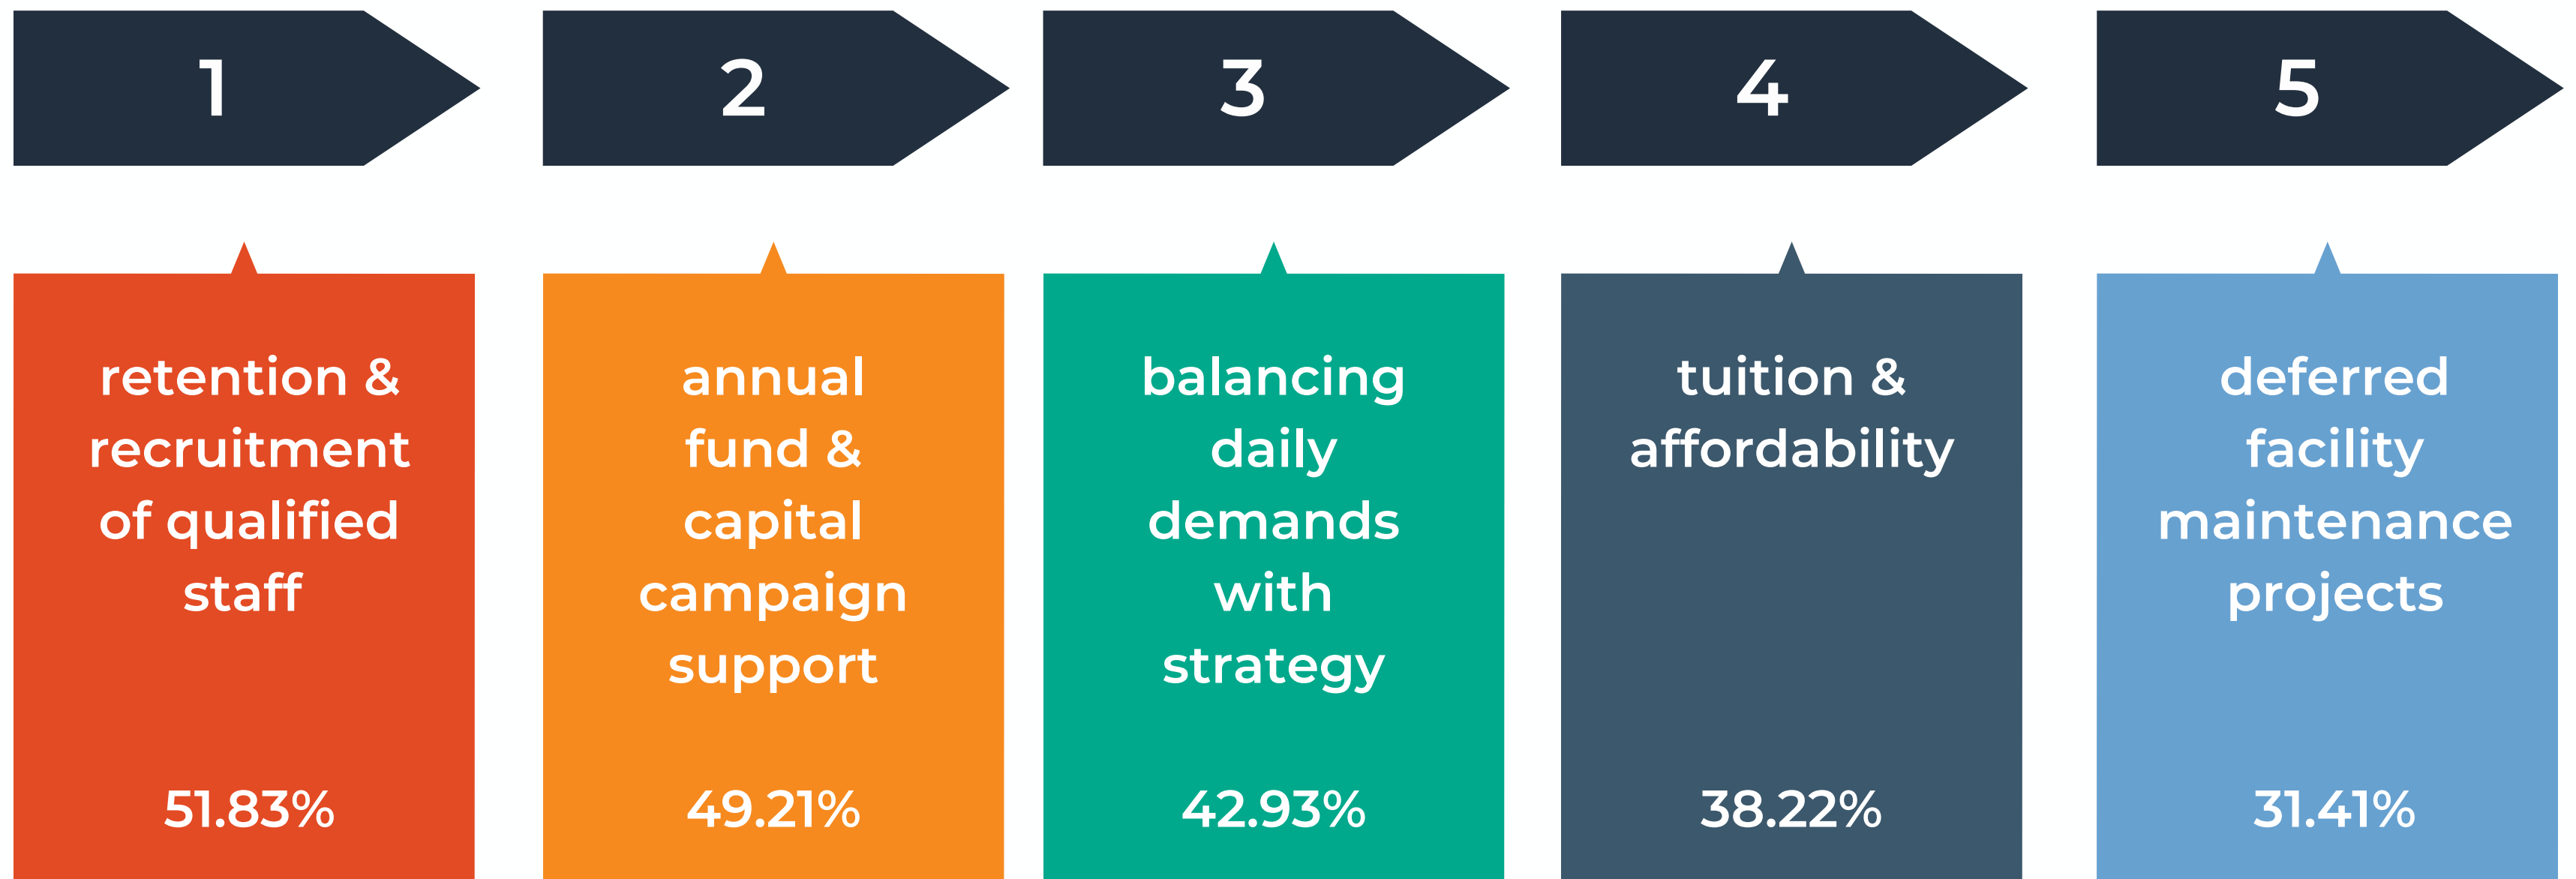 1
retention &
recruitment
of qualified
staff
51.83%
2
annual
fund &
capital
campaign
support
49.21%
3
balancing
daily
demands
with
strategy
42.93%
4
tuition &
affordability
38.22%
5
deferred
facility
maintenance
projects
31.41%